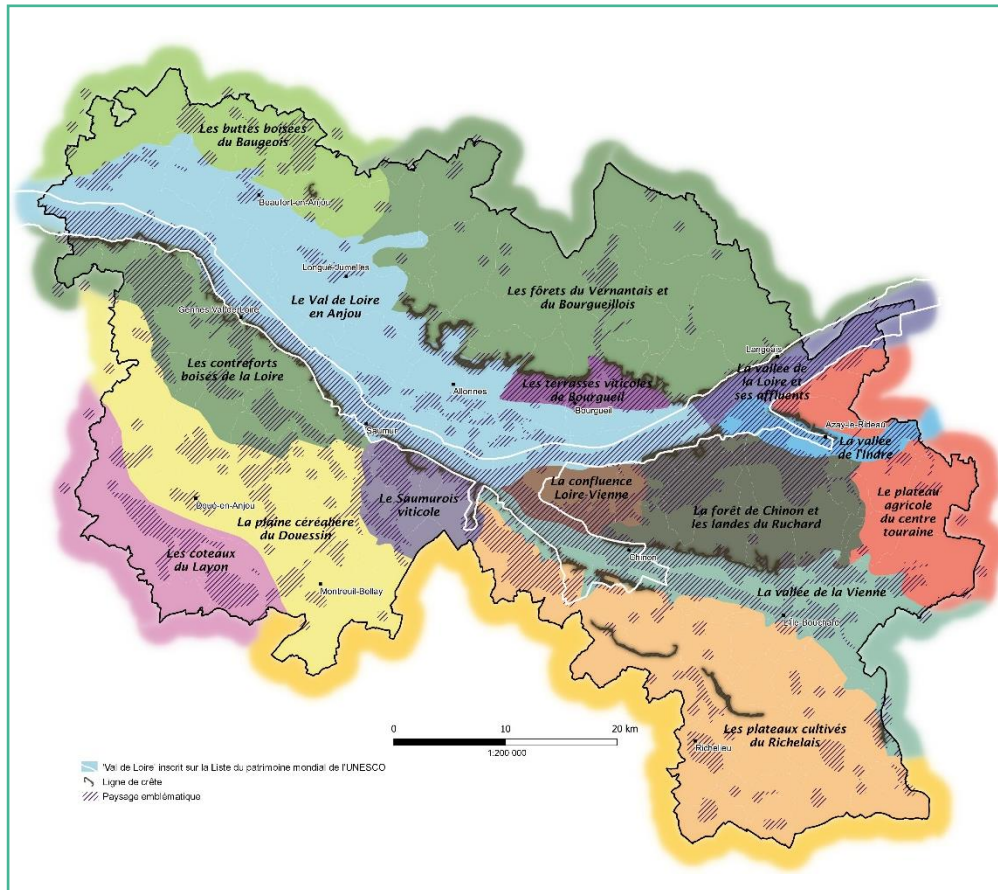 Les buttes boisées
du Baugeois
Beaufort-en-Anjou
Longué-Jumelles
Le Val de Loire
en Anjou
Les fôrets du Vernantais et
du Bourgueillois
Gennes-Val-de-Loire
Les contreforts
boisés de la Loire
Langeais
La vallée de
la Loire et
ses affluents
Allonnes
Les terrasses viticoles
de Bourgueil
Bourgueil
Azay-le-Rideau
La vallée
de l'Indre
Saumur
La confluence
Loire-Vienne
Le Saumurois
viticole
La forêt de Chinon et
les landes du Ruchard
Le plateau
agricole
du centre
touraine
Doué-en-Anjou
La plaine céréalière
du Douessin
Les coteaux
du Layon
Chinon
Montreuil-Bellay
La vallée de la Vienne
L'Ile-Bouchard
Les plateaux cultivés
du Richelais
Richelieu
0 10 20 km
1:200 000
'Val de Loire' inscrit sur la Liste du patrimoine mondial de l'UNESCO
Ligne de crête
Paysage emblématique